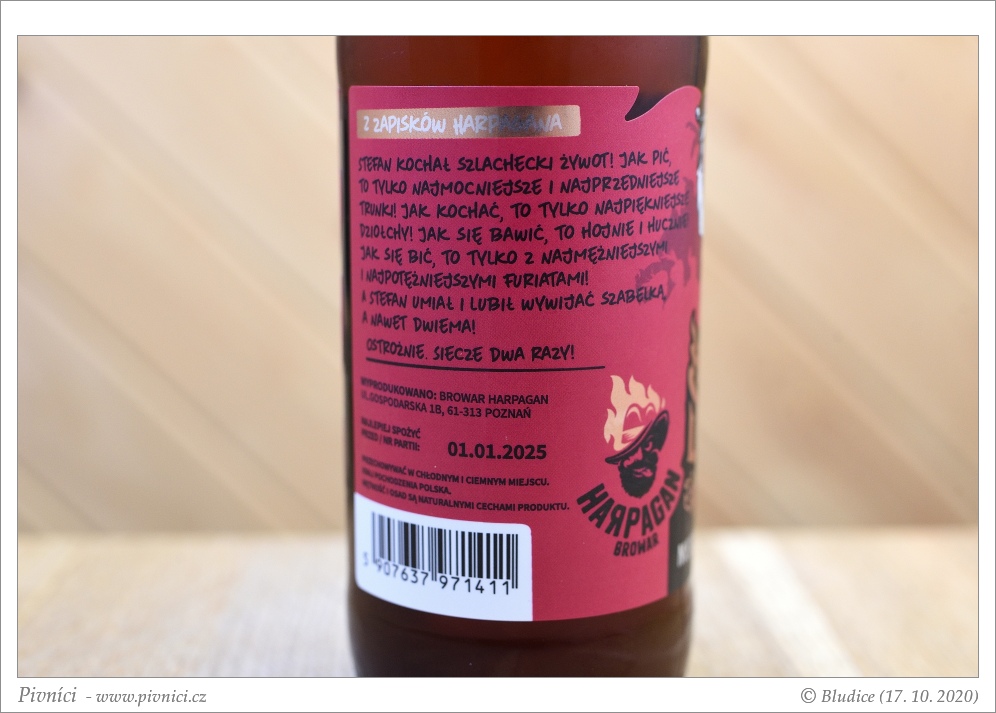 Z ZAPISKÓW HARPAGANA
STEFAN KOCHAŁ SZLACHECKI ŻYWOT! JAK PIĆ,
TO TYLKO NAJMOCNIEJSZE I NAJPRZEDNIEJSZE
TRUNKI! JAK KOCHAĆ, TO TYLKO NAJPIĘKNIEJSZE
DZIOŁCHY! JAK SIĘ BAWIĆ, TO HOJNIE I HUCZNIE!
JAK SIĘ BIĆ, TO TYLKO Z NAJMĘŻNIEJSZYMI
I NAJPOTĘŻNIEJSZYMI FURIATAMI!
A STEFAN UMIAŁ I LUBIŁ WYWIJAĆ SZABELKĄ,
A NAWET DWIEMA!
OSTROŻNIE. SIECZE DWA RAZY!
WYPRODUKOWANO: BROWAR HARPAGAN
UL.GOSPODARSKA 1B, 61-313 POZNAŃ
NAJLEPIEJ SPOŻYĆ
PRZED / NR PARTII: 01.01.2025
PRZECHOWYWAĆ W CHŁODNYM I CIEMNYM MIEJSCU.
KRAJ POCHODZENIA POLSKA.
MĘTNOŚĆ I OSAD SĄ NATURALNYMI CECHAMI PRODUKTU.
HARPAGAN
BROWAR
5 907637 971411
Pivníci - www.pivnici.cz
© Bludice (17. 10. 2020)